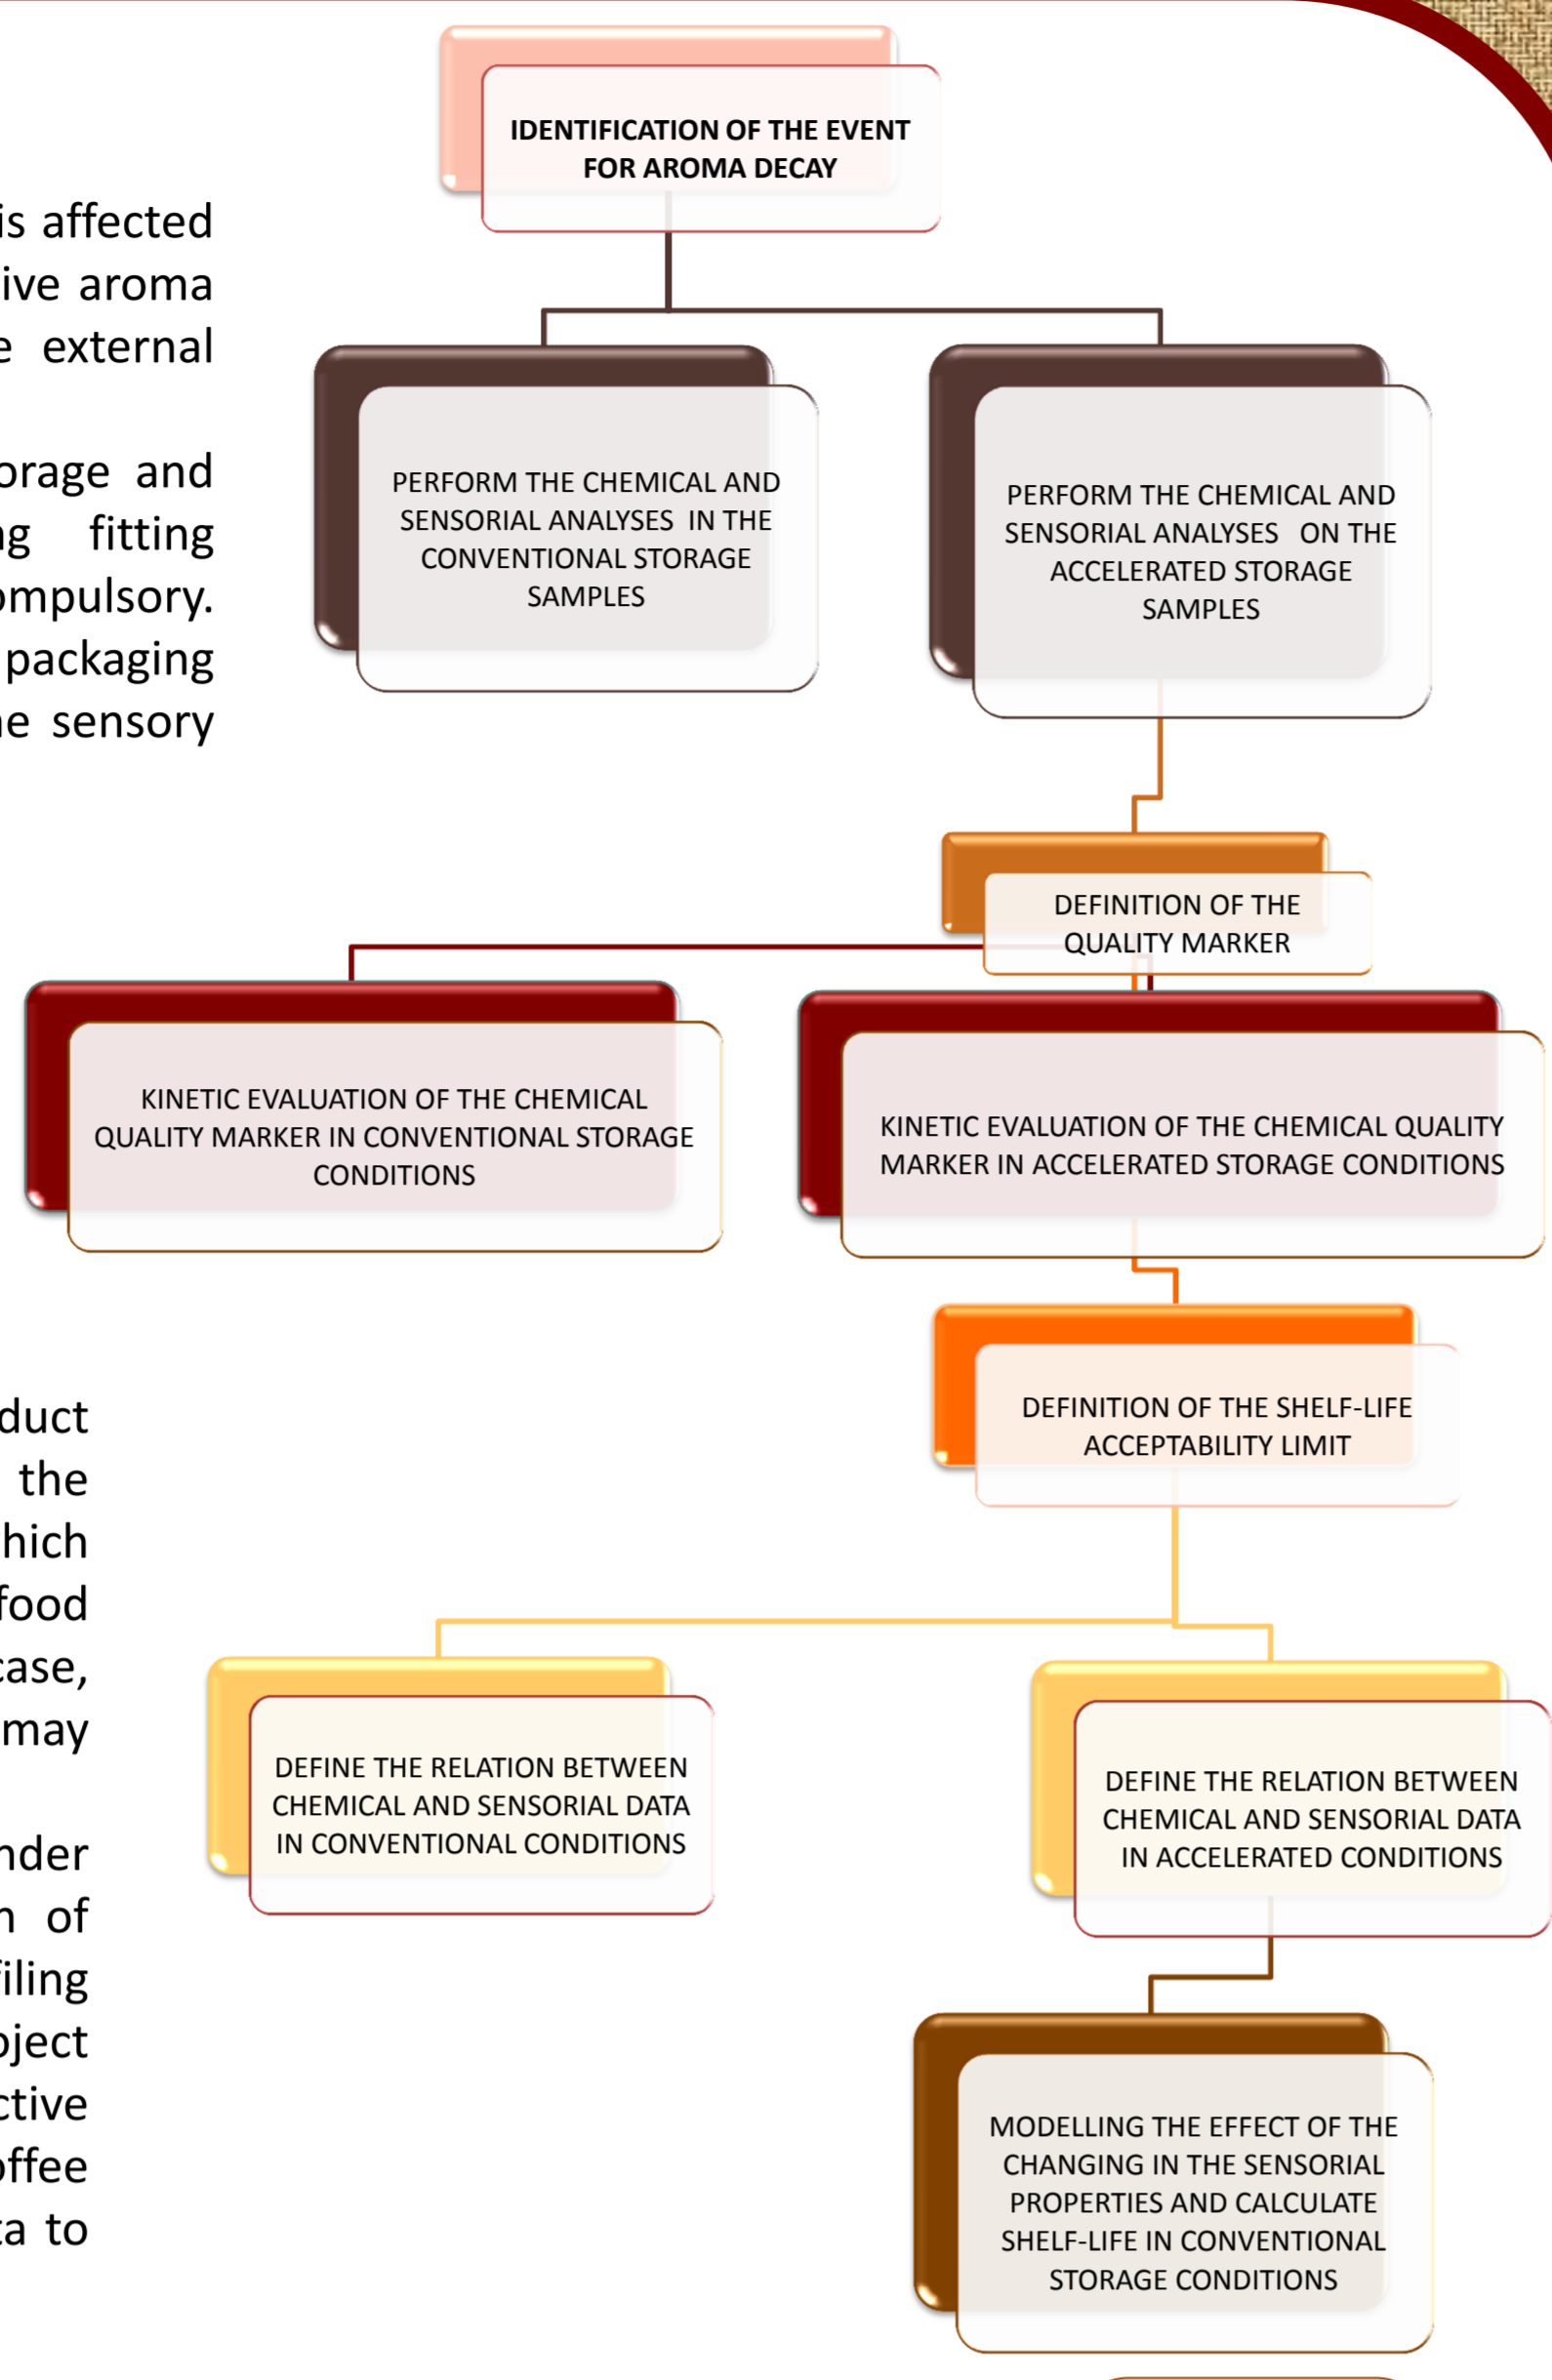 is affected
ive aroma
e external
orage and
ng fitting
ompulsory.
packaging
ne sensory
duct
the
hich
food
case,
may
nder
n of
filing
oject
ctive
offee
ta to
IDENTIFICATION OF THE EVENT
FOR AROMA DECAY
PERFORM THE CHEMICAL AND
SENSORIAL ANALYSES IN THE
CONVENTIONAL STORAGE
SAMPLES
PERFORM THE CHEMICAL AND
SENSORIAL ANALYSES ON THE
ACCELERATED STORAGE
SAMPLES
DEFINITION OF THE
QUALITY MARKER
KINETIC EVALUATION OF THE CHEMICAL
QUALITY MARKER IN CONVENTIONAL STORAGE
CONDITIONS
KINETIC EVALUATION OF THE CHEMICAL QUALITY
MARKER IN ACCELERATED STORAGE CONDITIONS
DEFINITION OF THE SHELF-LIFE
ACCEPTABILITY LIMIT
DEFINE THE RELATION BETWEEN
CHEMICAL AND SENSORIAL DATA
IN CONVENTIONAL CONDITIONS
DEFINE THE RELATION BETWEEN
CHEMICAL AND SENSORIAL DATA
IN ACCELERATED CONDITIONS
MODELLING THE EFFECT OF THE
CHANGING IN THE SENSORIAL
PROPERTIES AND CALCULATE
SHELF-LIFE IN CONVENTIONAL
STORAGE CONDITIONS